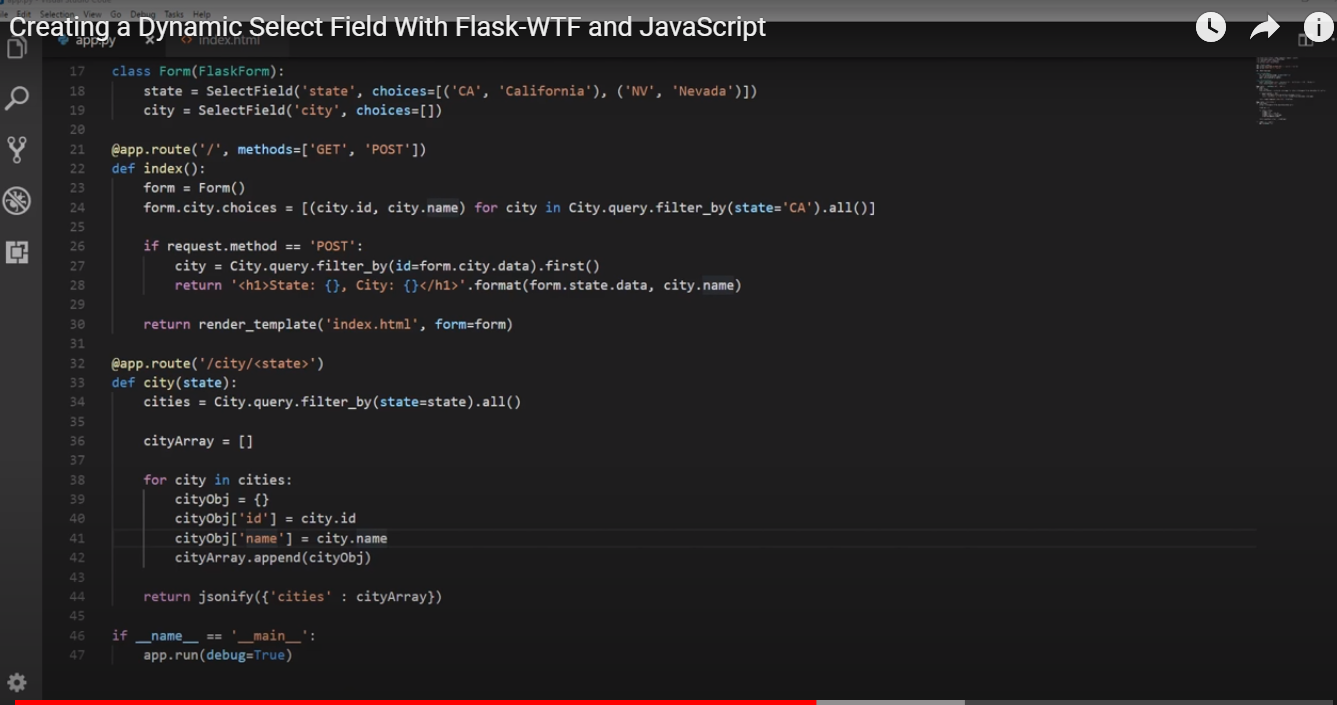 File Edit Selection View Go Debug Tasks Help
Creating a Dynamic Select Field With Flask-WTF and JavaScript
app.py index.html
17 class Form(FlaskForm):
18 state = SelectField('state', choices=[('CA', 'California'), ('NV', 'Nevada')])
19 city = SelectField('city', choices=[])
20
21 @app.route('/', methods=['GET', 'POST'])
22 def index():
23 form = Form()
24 form.city.choices = [(city.id, city.name) for city in City.query.filter_by(state='CA').all()]
25
26 if request.method == 'POST':
27 city = City.query.filter_by(id=form.city.data).first()
28 return '<h1>State: {}, City: {}</h1>'.format(form.state.data, city.name)
29
30 return render_template('index.html', form=form)
31
32 @app.route('/city/<state>')
33 def city(state):
34 cities = City.query.filter_by(state=state).all()
35
36 cityArray = []
37
38 for city in cities:
39 cityObj = {}
40 cityObj['id'] = city.id
41 cityObj['name'] = city.name
42 cityArray.append(cityObj)
43
44 return jsonify({'cities' : cityArray})
45
46 if __name__ == '__main__':
47 app.run(debug=True)